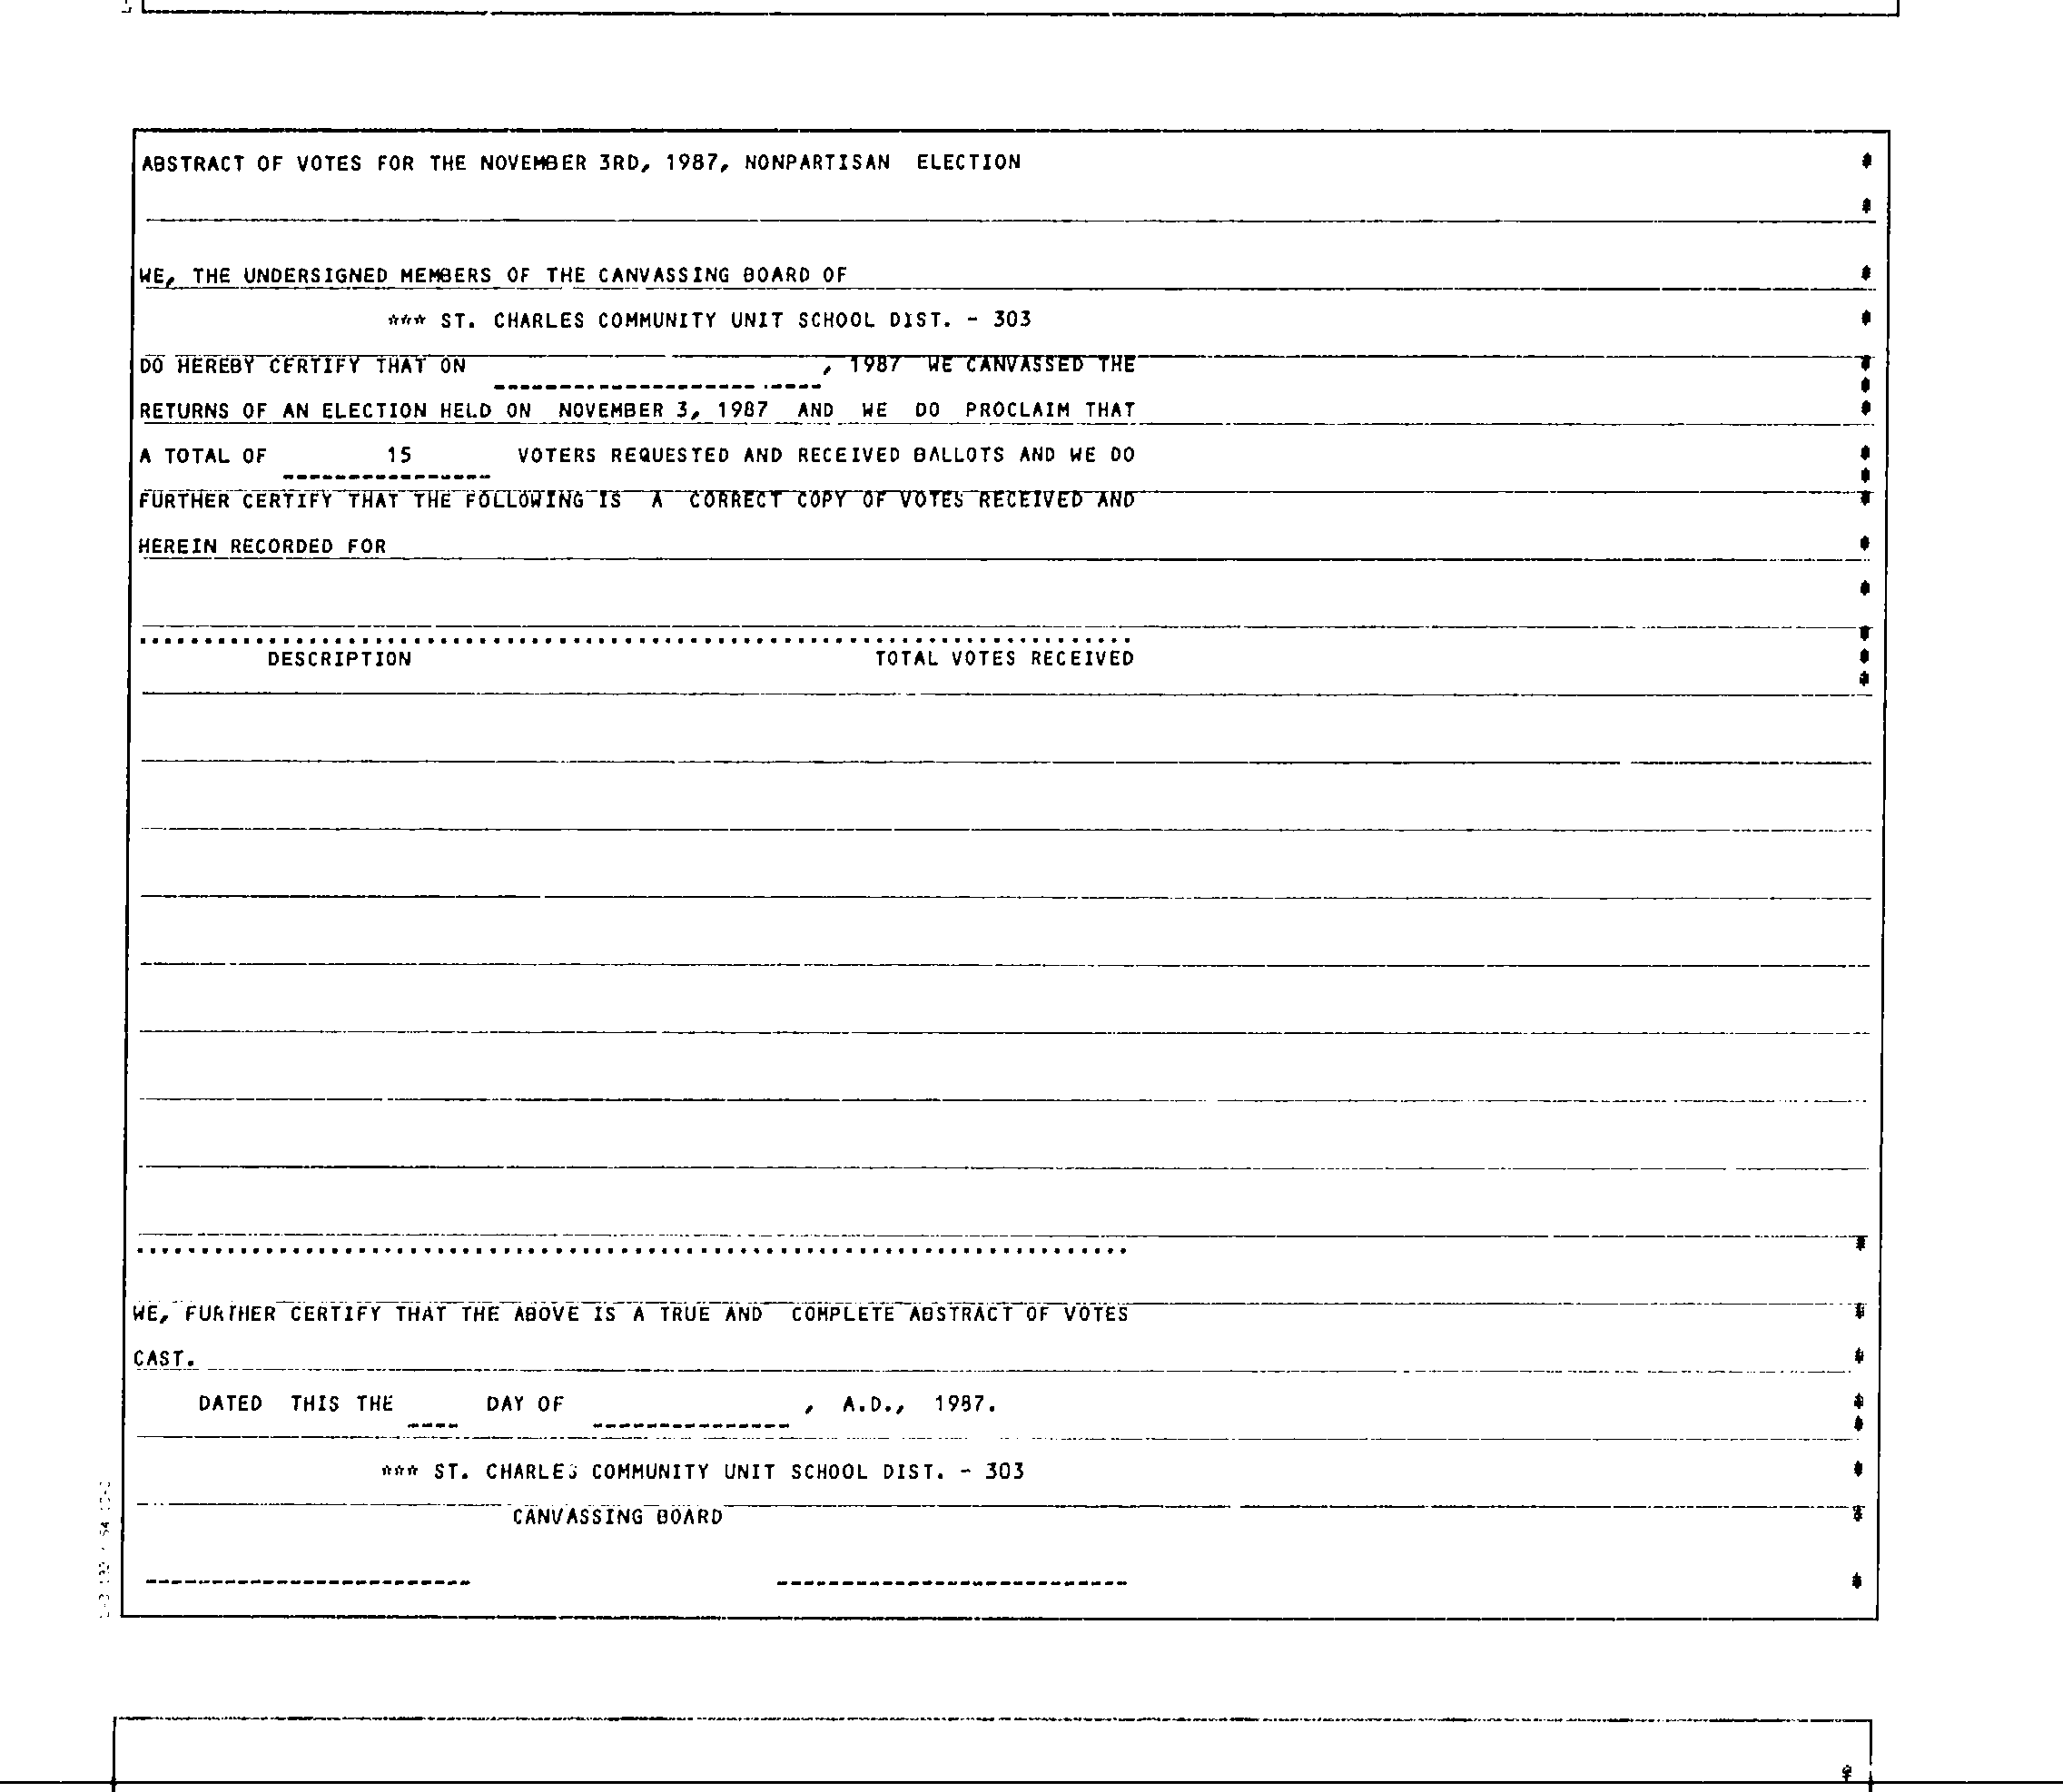 ABSTRACT OF VOTES FOR THE NOVEMBER 3RD, 1987, NONPARTISAN ELECTION
WE, THE UNDERSIGNED MEMBERS OF THE CANVASSING BOARD OF
*** ST. CHARLES COMMUNITY UNIT SCHOOL DIST. - 303
DO HEREBY CERTIFY THAT ON , 1987 WE CANVASSED THE
RETURNS OF AN ELECTION HELD ON NOVEMBER 3, 1987 AND WE DO PROCLAIM THAT
A TOTAL OF 15 VOTERS REQUESTED AND RECEIVED BALLOTS AND WE DO
FURTHER CERTIFY THAT THE FOLLOWING IS A CORRECT COPY OF VOTES RECEIVED AND
HEREIN RECORDED FOR
DESCRIPTION TOTAL VOTES RECEIVED
WE, FURTHER CERTIFY THAT THE ABOVE IS A TRUE AND COMPLETE ABSTRACT OF VOTES
CAST.
DATED THIS THE DAY OF , A.D., 1987.
*** ST. CHARLES COMMUNITY UNIT SCHOOL DIST. - 303
CANVASSING BOARD